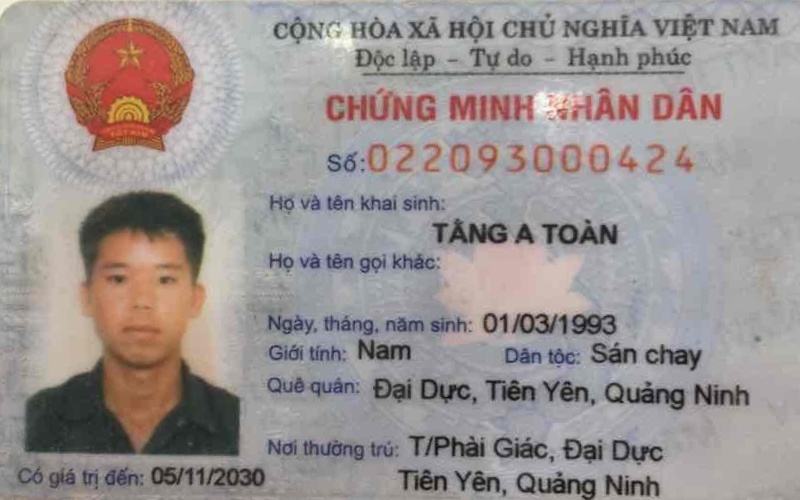 CỘNG HÒA XÃ HỘI CHỦ NGHĨA VIỆT NAM
Độc lập - Tự do - Hạnh phúc
CHỨNG MINH NHÂN DÂN
Số: 022093000424
Họ và tên khai sinh:
TẰNG A TOÀN
Họ và tên gọi khác:
Ngày, tháng, năm sinh: 01/03/1993
Giới tính: Nam Dân tộc: Sán chay
Quê quán: Đại Dực, Tiên Yên, Quảng Ninh
Nơi thường trú: T/Phài Giác, Đại Dực
Tiên Yên, Quảng Ninh
Có giá trị đến: 05/11/2030